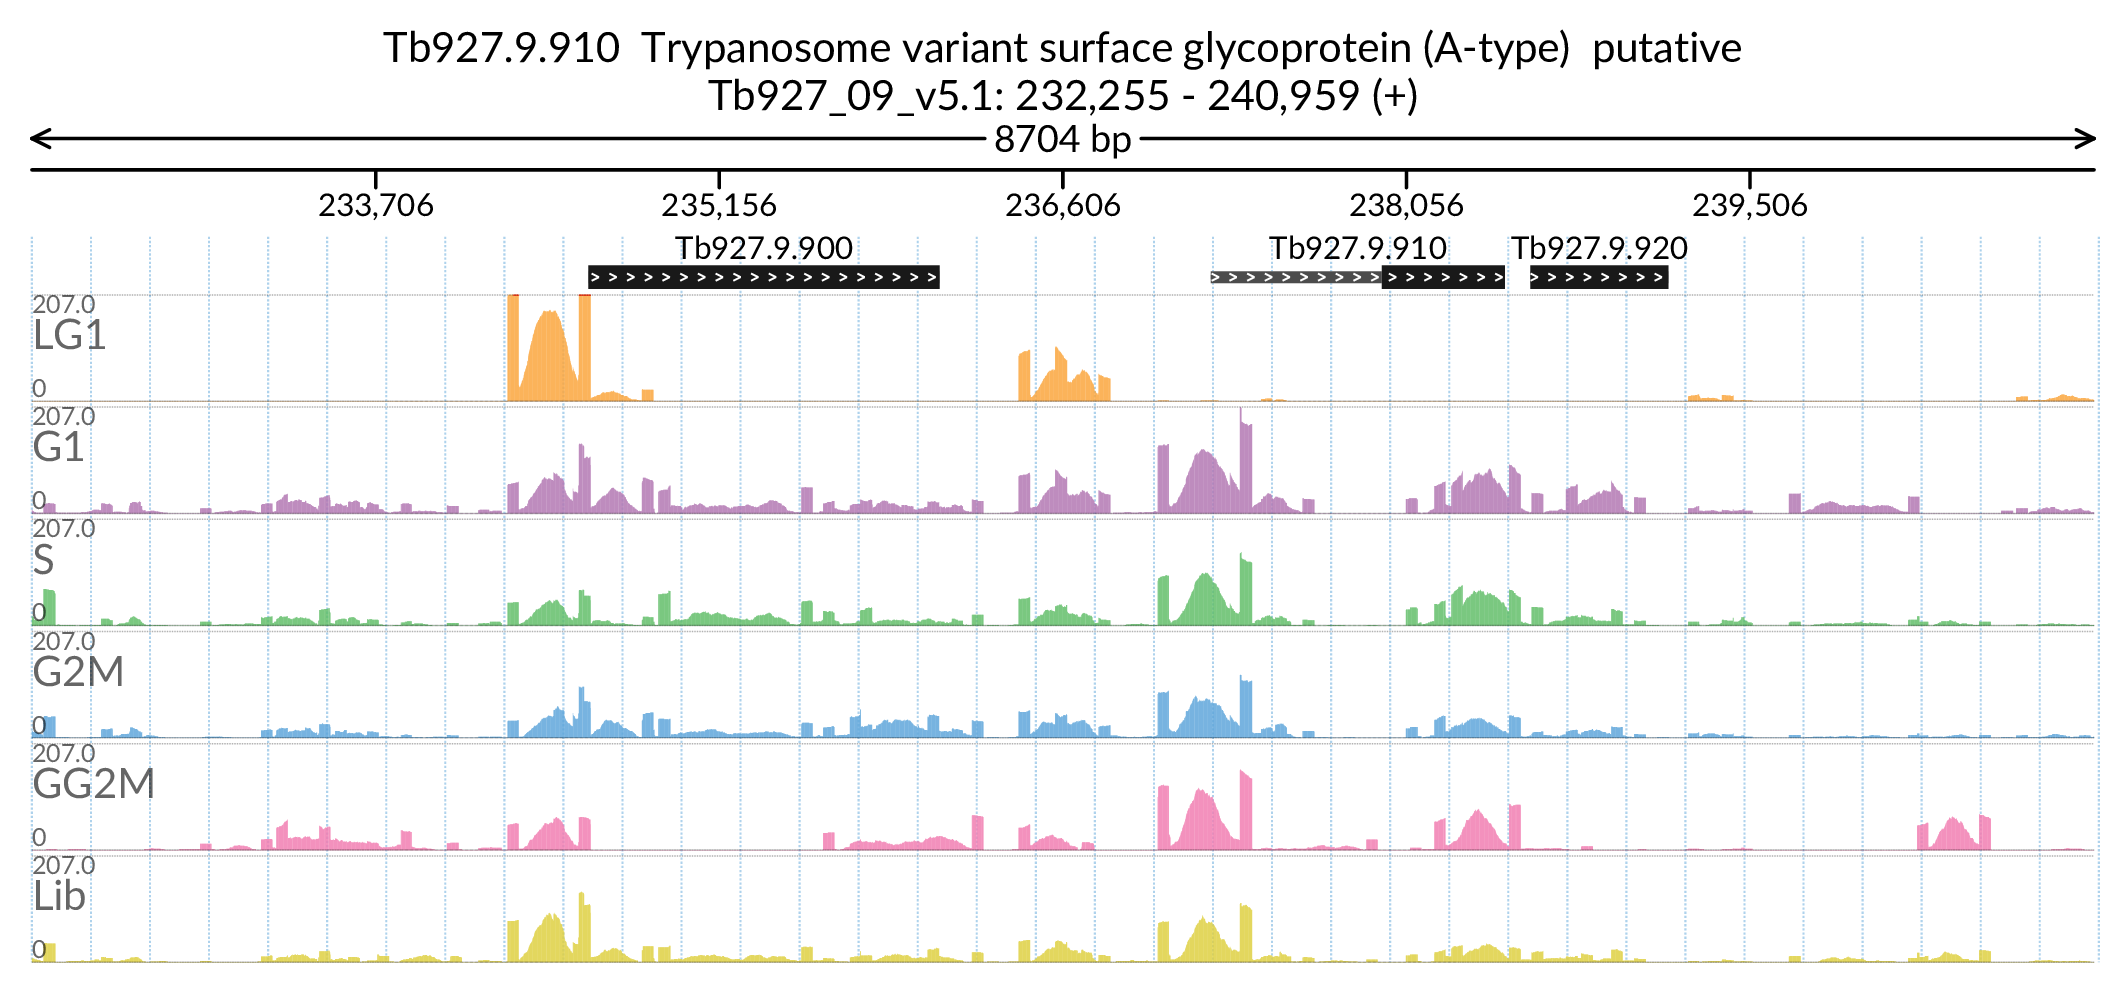 Tb927.9.910  Trypanosome variant surface glycoprotein (A-type)  putative
Tb927_09_v5.1: 232,255 - 240,959 (+)
8704 bp
233,706 235,156 236,606 238,056 239,506
Tb927.9.900 Tb927.9.910 Tb927.9.920
207.0
LG1
0
207.0
G1
0
207.0
S
0
207.0
G2M
0
207.0
GG2M
0
207.0
Lib
0